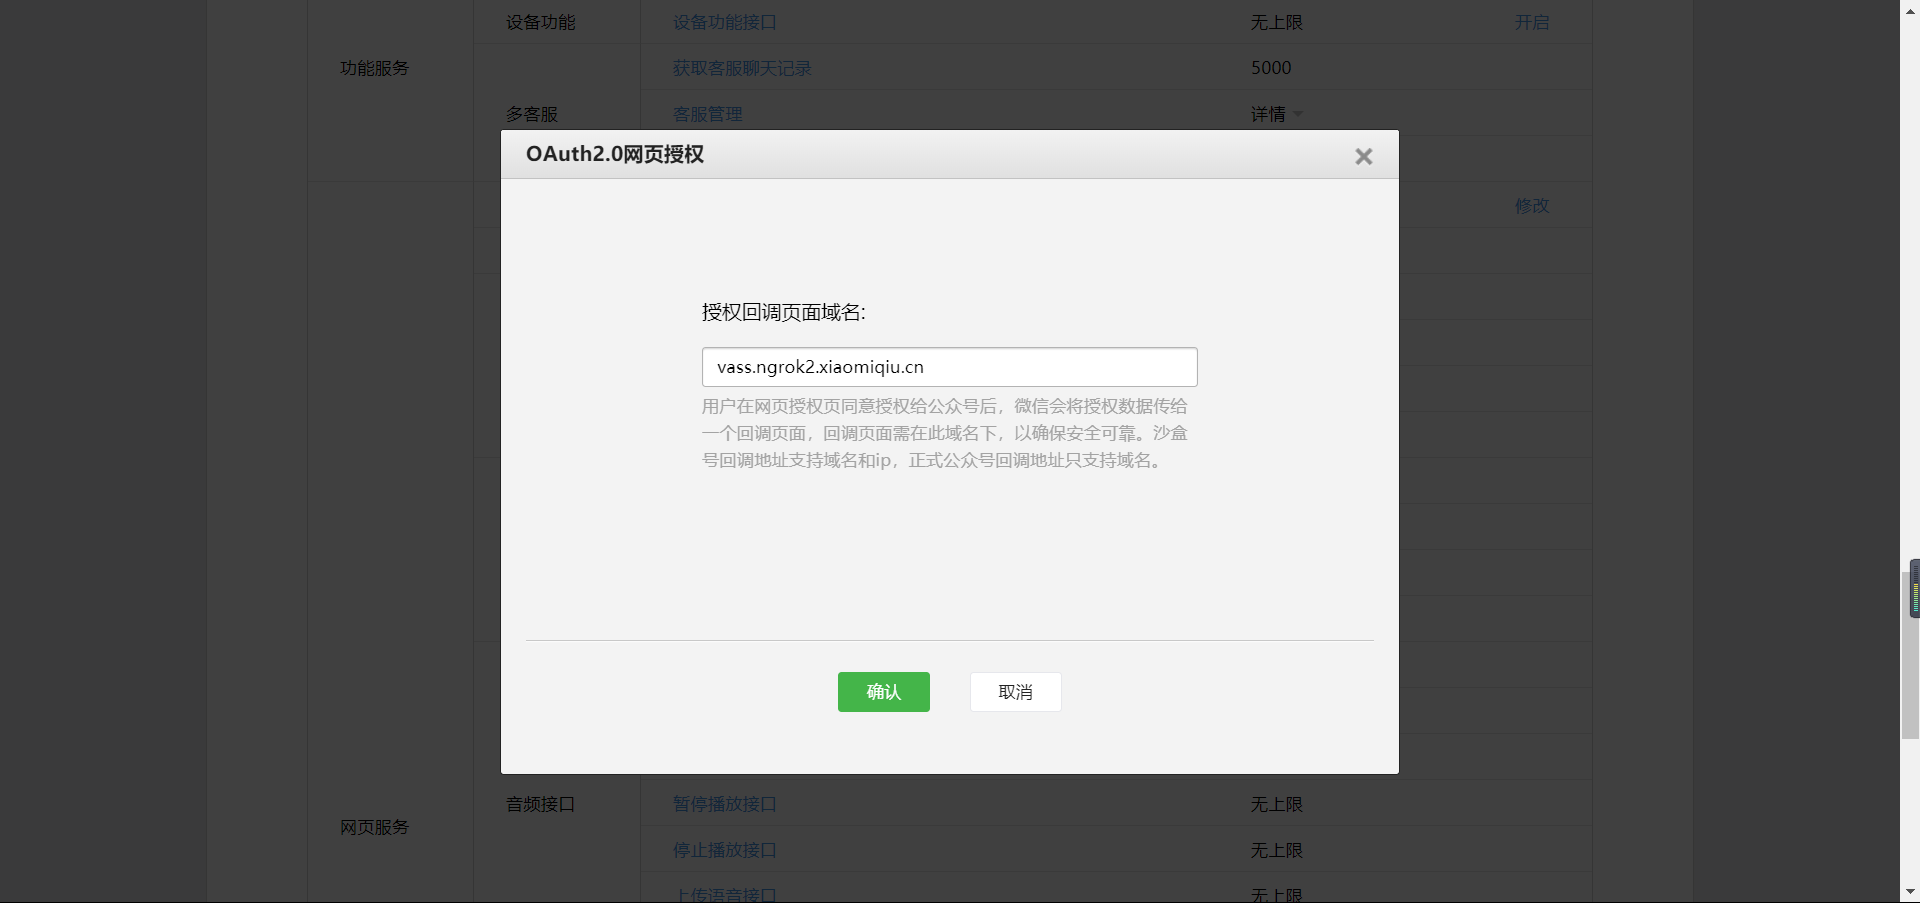 设备功能 设备功能接口 无上限 开启
功能服务 获取客服聊天记录 5000
多客服 客服管理 详情
OAuth2.0网页授权
修改
授权回调页面域名:
vass.ngrok2.xiaomiqiu.cn
用户在网页授权页同意授权给公众号后，微信会将授权数据传给
一个回调页面，回调页面需在此域名下，以确保安全可靠。沙盒
号回调地址支持域名和ip，正式公众号回调地址只支持域名。
确认 取消
音频接口 暂停播放接口 无上限
网页服务
停止播放接口 无上限
上传语音接口 无上限